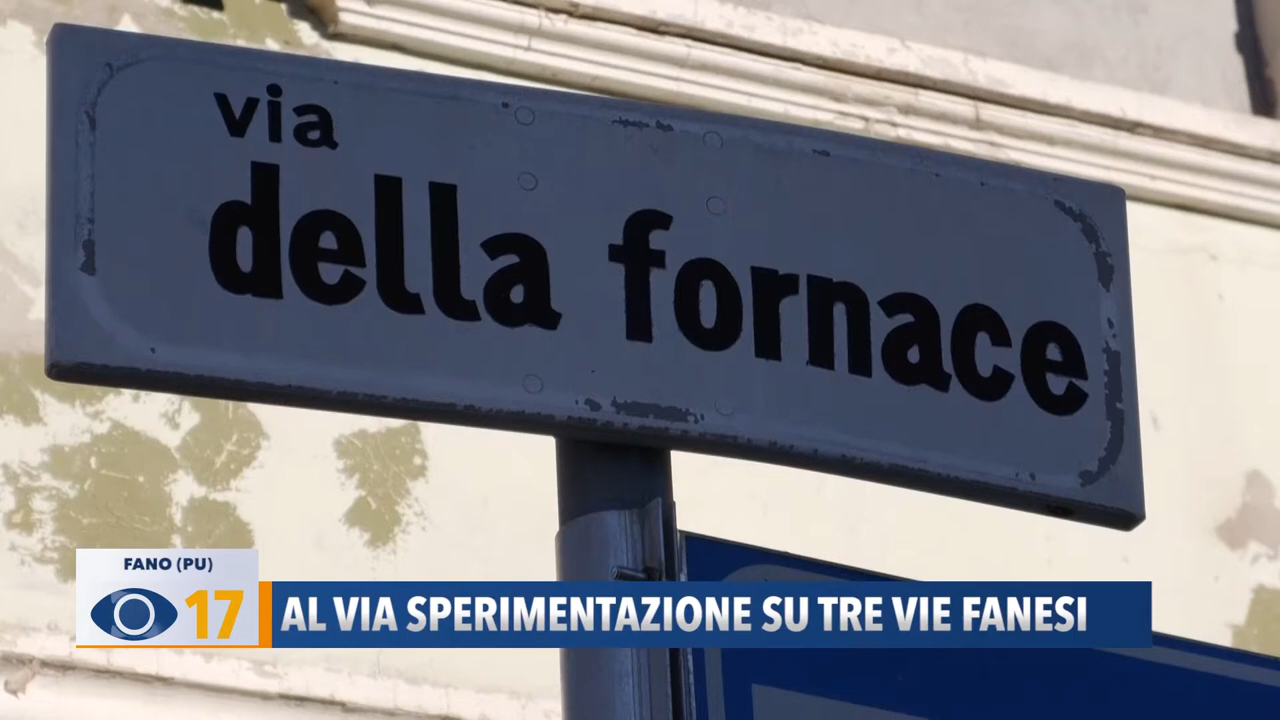 via
della fornace
FANO (PU)
17
AL VIA SPERIMENTAZIONE SU TRE VIE FANESI